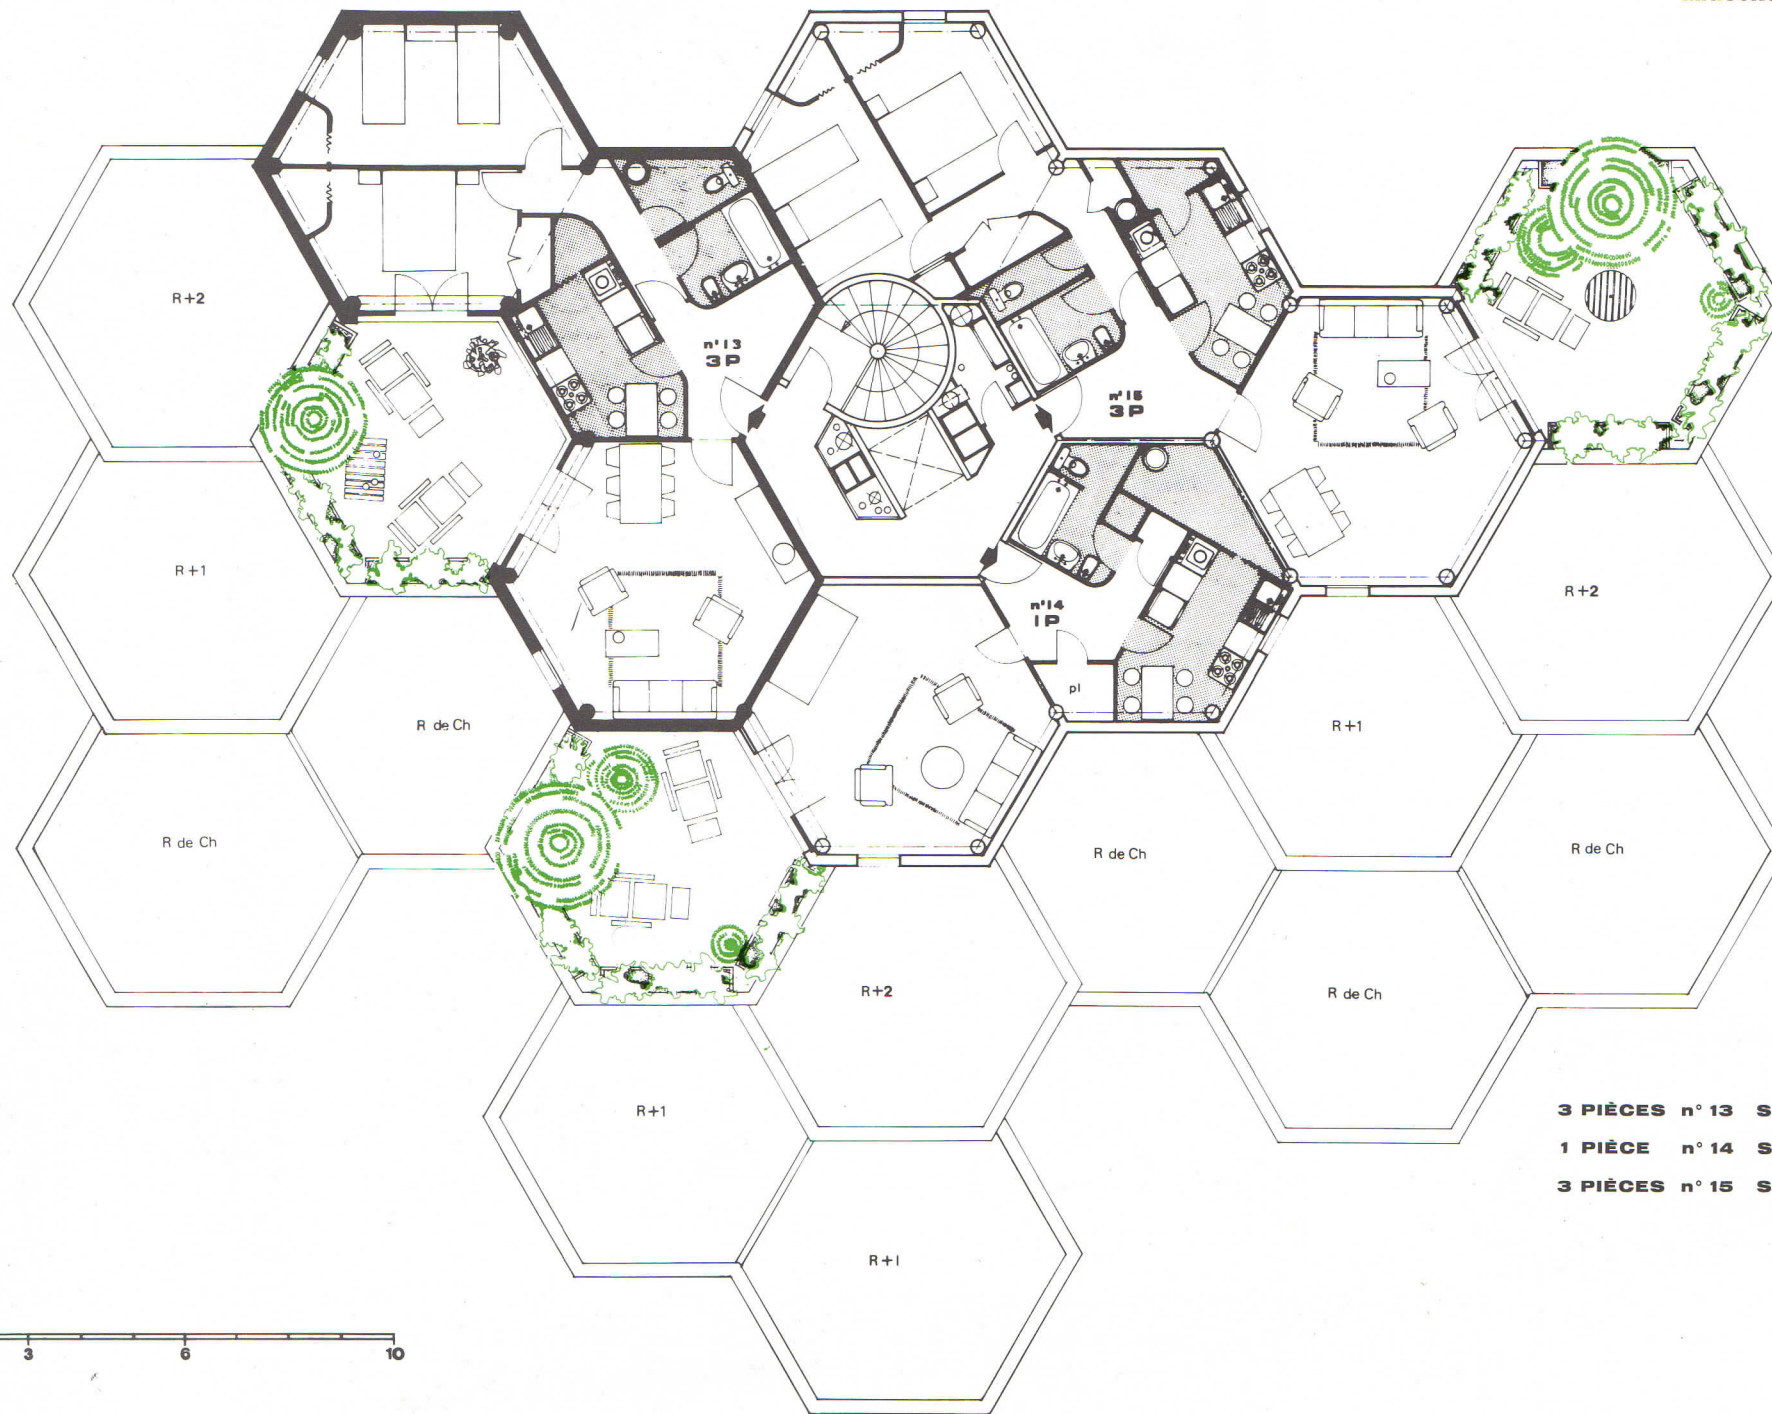 R+2
n°13
3P
n°15
3P
R+1
R+2
n°14
1P
pl
R de Ch
R+1
R de Ch
R de Ch
R de Ch
R+2
R de Ch
R+1
R+1
3 PIÈCES n° 13 S
1 PIÈCE n° 14 S
3 PIÈCES n° 15 S
3 6 10